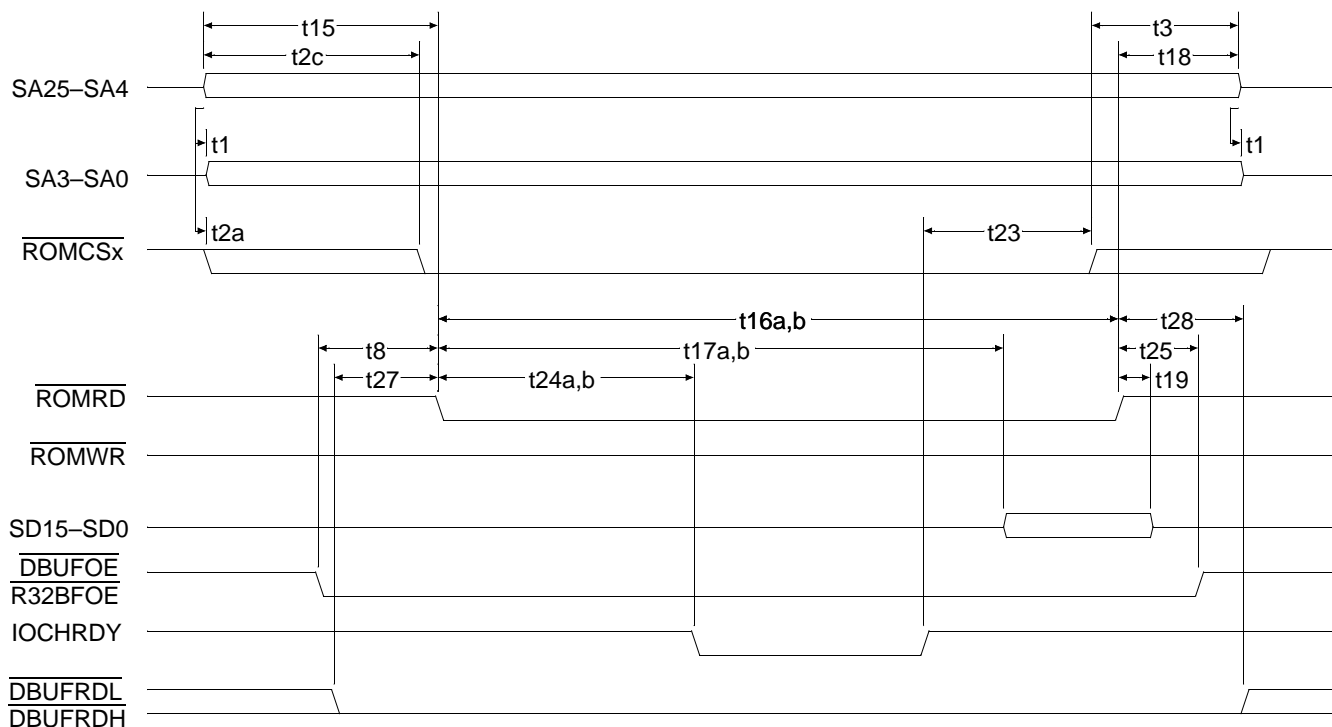 t15 t3
t2c t18
SA25–SA4
t1 t1
SA3–SA0
t2a t23
ROMCSx
t16a,b t28
t8 t17a,b t25
t27 t24a,b t19
ROMRD
ROMWR
SD15–SD0
DBUFOE
R32BFOE
IOCHRDY
DBUFRDL
DBUFRDH